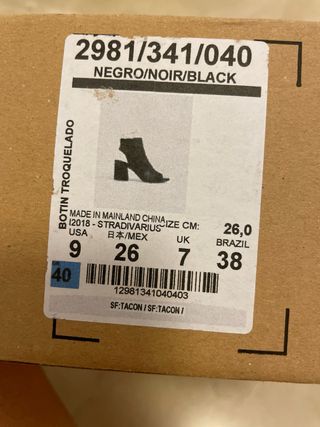 2981/341/040
NEGRO/NOIR/BLACK
BOTIN TROQUELADO
MADE IN MAINLAND CHINA
I2018 - STRADIVARIUS
SIZE CM: 26,0
USA 日本/MEX UK BRAZIL
9 26 7 38
40
12981341040403
SF:TACON / SF:TACON /